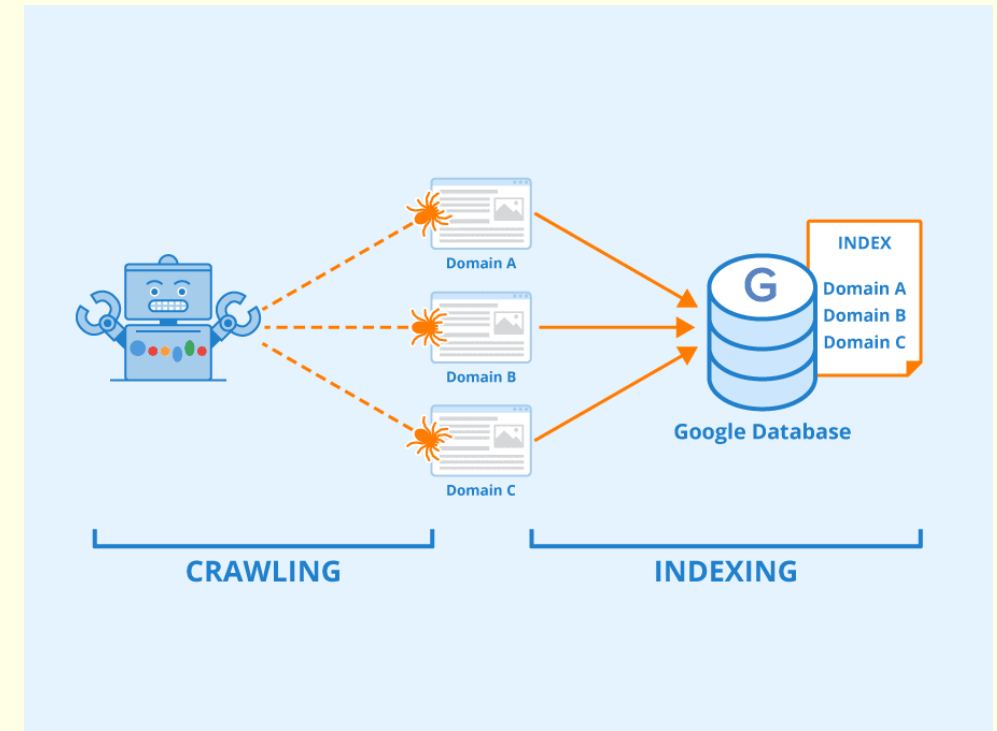 Domain A
Domain B
Domain C
G
INDEX
Domain A
Domain B
Domain C
Google Database
CRAWLING
INDEXING